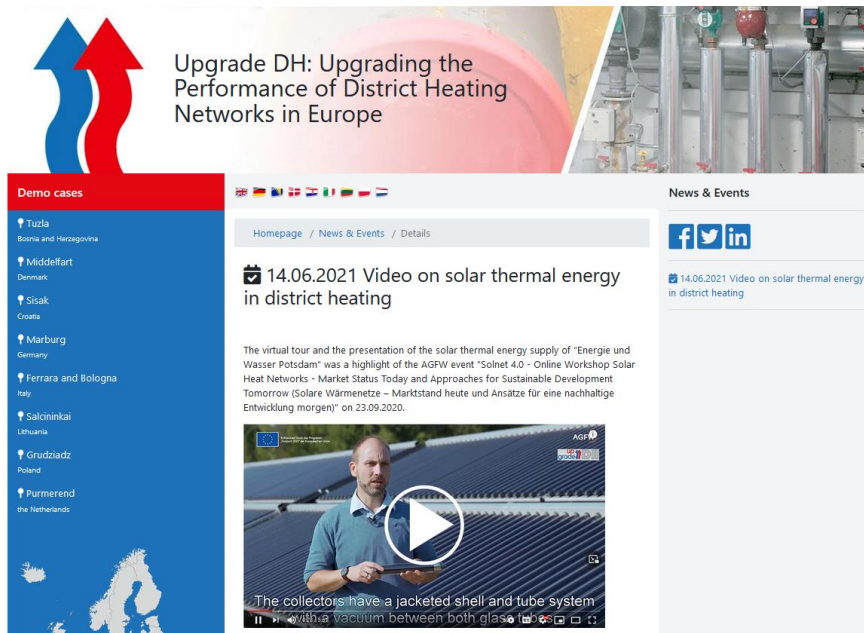 Upgrade DH: Upgrading the
Performance of District Heating
Networks in Europe
Demo cases
Tuzla
Bosnia and Herzegovina
Middelfart
Denmark
Sisak
Croatia
Marburg
Germany
Ferrara and Bologna
Italy
Salcininkai
Lithuania
Grudziadz
Poland
Purmerend
the Netherlands
Homepage / News & Events / Details
14.06.2021 Video on solar thermal energy
in district heating
The virtual tour and the presentation of the solar thermal energy supply of "Energie und
Wasser Potsdam" was a highlight of the AGFW event "Solnet 4.0 - Online Workshop Solar
Heat Networks - Market Status Today and Approaches for Sustainable Development
Tomorrow (Solare Wärmenetze – Marktstand heute und Ansätze für eine nachhaltige
Entwicklung morgen)" on 23.09.2020.
AGFW
up
grade DH
The collectors have a jacketed shell and tube system
with a vacuum between both glass tubes
News & Events
14.06.2021 Video on solar thermal energy
in district heating